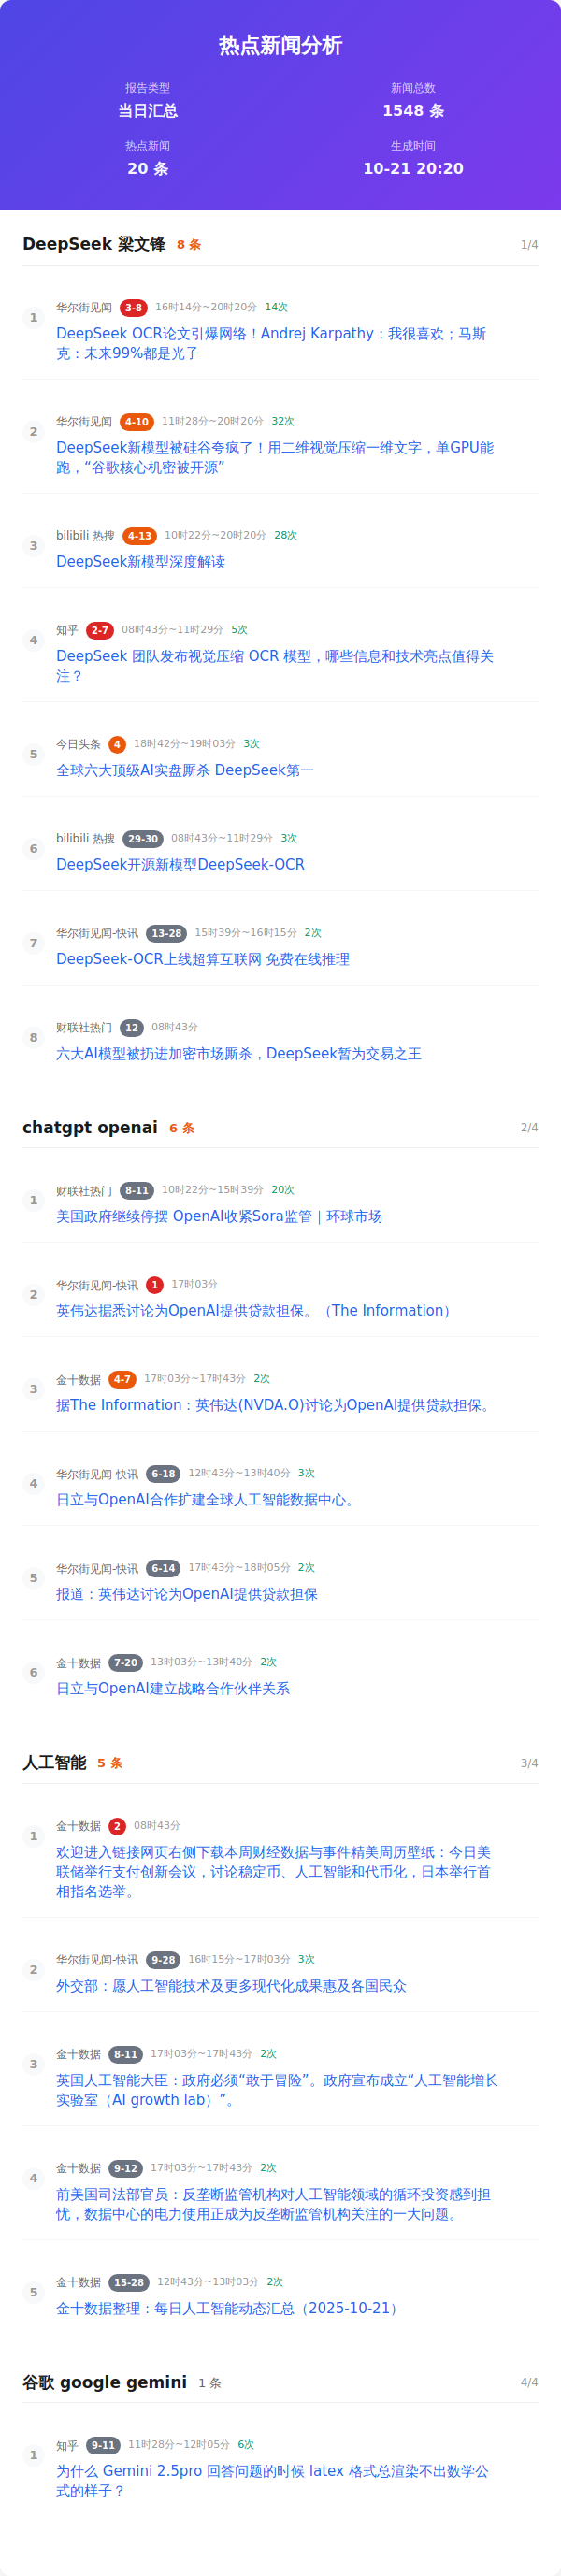 热点新闻分析
报告类型
当日汇总
新闻总数
1548 条
热点新闻
20 条
生成时间
10-21 20:20
DeepSeek 梁文锋 8 条 1/4
1
华尔街见闻 3-8 16时14分~20时20分 14次
DeepSeek OCR论文引爆网络！Andrej Karpathy：我很喜欢；马斯
克：未来99%都是光子
2
华尔街见闻 4-10 11时28分~20时20分 32次
DeepSeek新模型被硅谷夸疯了！用二维视觉压缩一维文字，单GPU能
跑，“谷歌核心机密被开源”
3
bilibili 热搜 4-13 10时22分~20时20分 28次
DeepSeek新模型深度解读
4
知乎 2-7 08时43分~11时29分 5次
DeepSeek 团队发布视觉压缩 OCR 模型，哪些信息和技术亮点值得关
注？
5
今日头条 4 18时42分~19时03分 3次
全球六大顶级AI实盘厮杀 DeepSeek第一
6
bilibili 热搜 29-30 08时43分~11时29分 3次
DeepSeek开源新模型DeepSeek-OCR
7
华尔街见闻-快讯 13-28 15时39分~16时15分 2次
DeepSeek-OCR上线超算互联网 免费在线推理
8
财联社热门 12 08时43分
六大AI模型被扔进加密市场厮杀，DeepSeek暂为交易之王
chatgpt openai 6 条 2/4
1
财联社热门 8-11 10时22分~15时39分 20次
美国政府继续停摆 OpenAI收紧Sora监管｜环球市场
2
华尔街见闻-快讯 1 17时03分
英伟达据悉讨论为OpenAI提供贷款担保。（The Information）
3
金十数据 4-7 17时03分~17时43分 2次
据The Information：英伟达(NVDA.O)讨论为OpenAI提供贷款担保。
4
华尔街见闻-快讯 6-18 12时43分~13时40分 3次
日立与OpenAI合作扩建全球人工智能数据中心。
5
华尔街见闻-快讯 6-14 17时43分~18时05分 2次
报道：英伟达讨论为OpenAI提供贷款担保
6
金十数据 7-20 13时03分~13时40分 2次
日立与OpenAI建立战略合作伙伴关系
人工智能 5 条 3/4
1
金十数据 2 08时43分
欢迎进入链接网页右侧下载本周财经数据与事件精美周历壁纸：今日美
联储举行支付创新会议，讨论稳定币、人工智能和代币化，日本举行首
相指名选举。
2
华尔街见闻-快讯 9-28 16时15分~17时03分 3次
外交部：愿人工智能技术及更多现代化成果惠及各国民众
3
金十数据 8-11 17时03分~17时43分 2次
英国人工智能大臣：政府必须“敢于冒险”。政府宣布成立“人工智能增长
实验室（AI growth lab）”。
4
金十数据 9-12 17时03分~17时43分 2次
前美国司法部官员：反垄断监管机构对人工智能领域的循环投资感到担
忧，数据中心的电力使用正成为反垄断监管机构关注的一大问题。
5
金十数据 15-28 12时43分~13时03分 2次
金十数据整理：每日人工智能动态汇总（2025-10-21）
谷歌 google gemini 1 条 4/4
1
知乎 9-11 11时28分~12时05分 6次
为什么 Gemini 2.5pro 回答问题的时候 latex 格式总渲染不出数学公
式的样子？